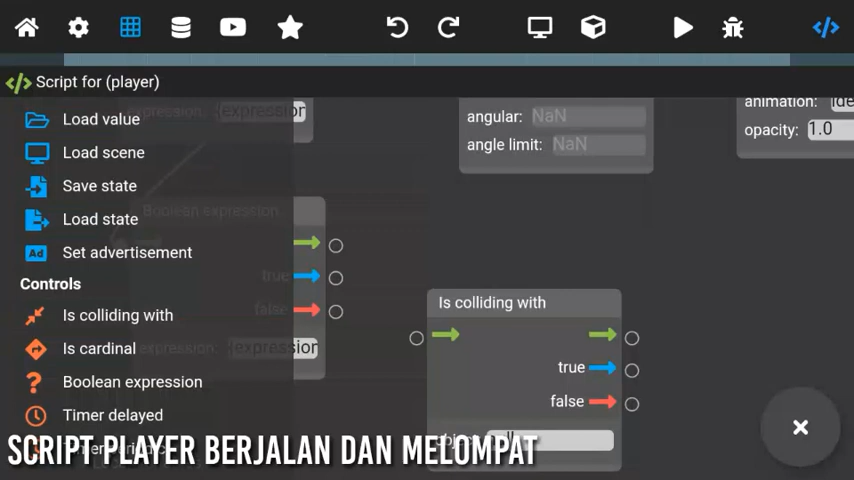 Script for (player)
expression: (expression
angular: NaN
angle limit: NaN
animation:
opacity: 1.0
Load value
Load scene
Save state
Load state
Ad Set advertisement
Controls
Is colliding with
Is cardinal
Boolean expression
Timer delayed
Boolean expression
true
false
expression: (expression
Is colliding with
true
false
SCRIPT PLAYER BERJALAN DAN MELOMPAT